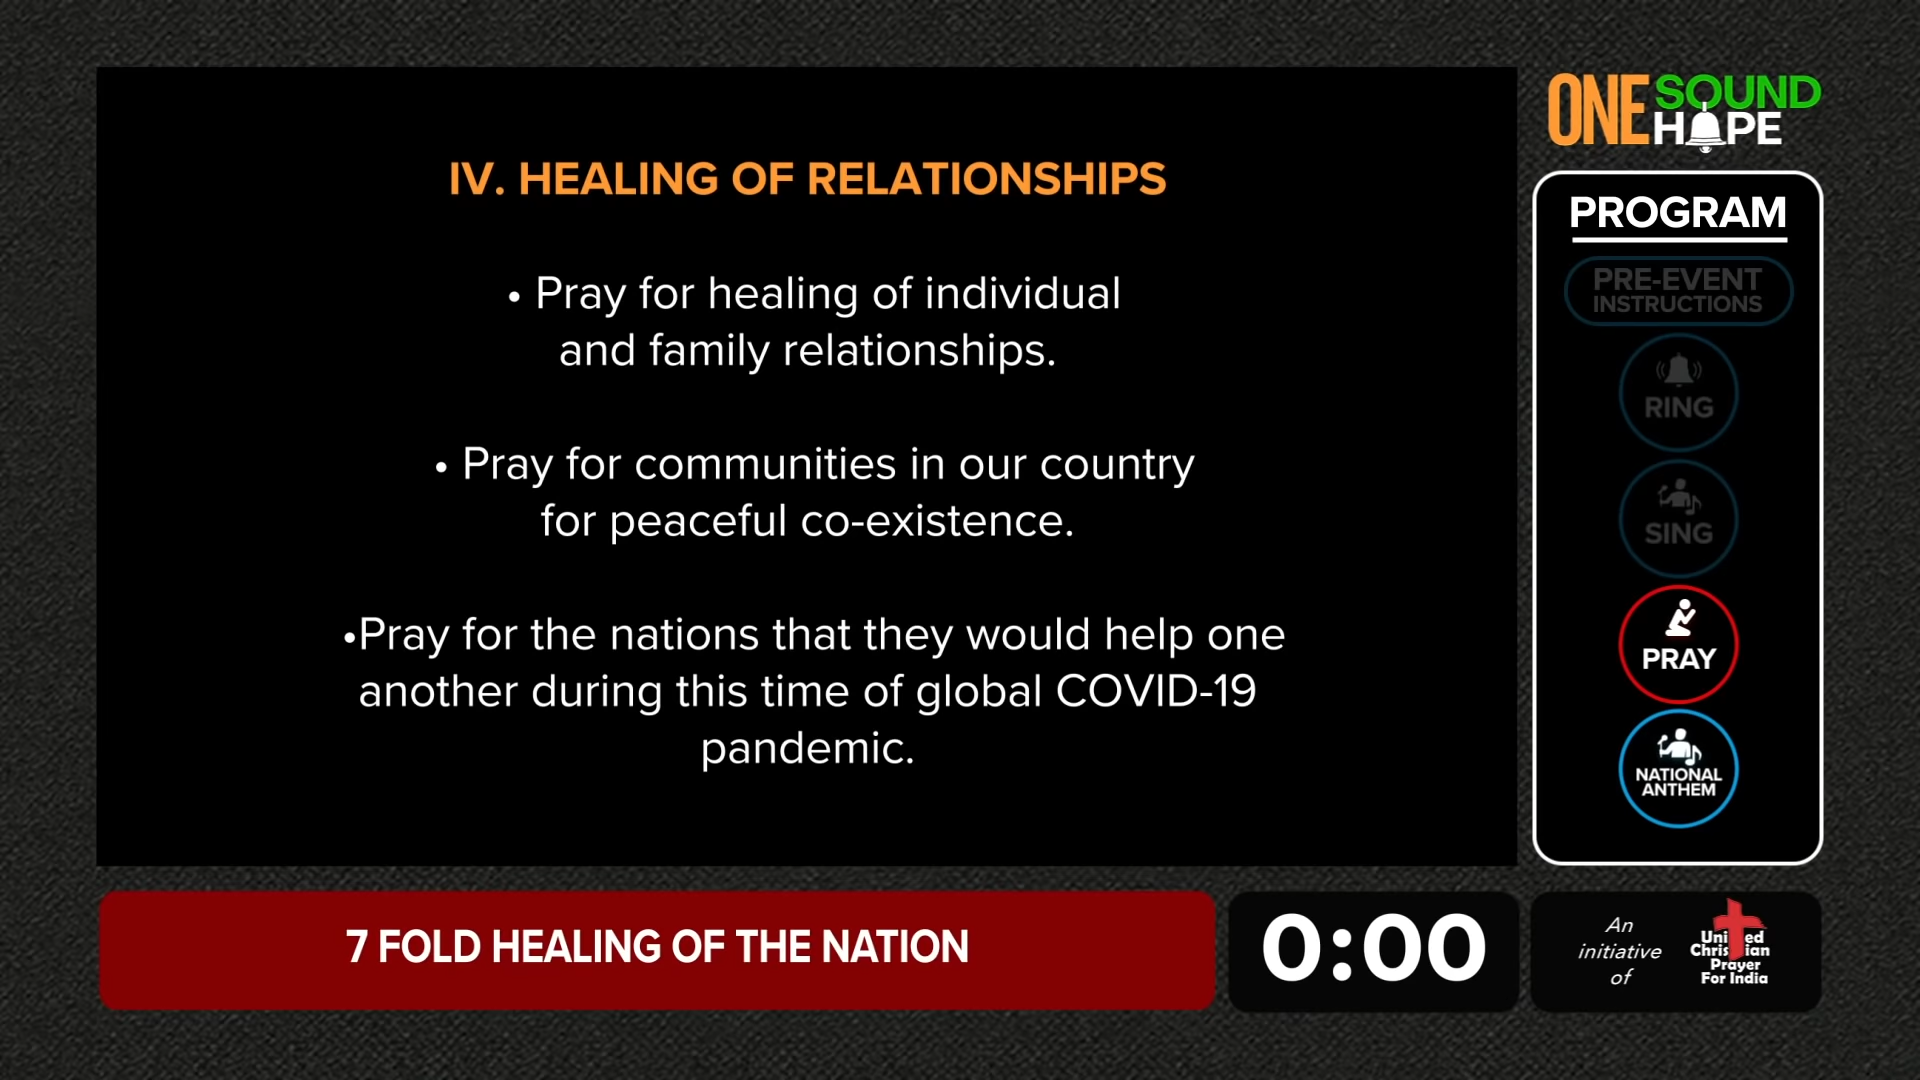 IV. HEALING OF RELATIONSHIPS
• Pray for healing of individual
and family relationships.
• Pray for communities in our country
for peaceful co-existence.
•Pray for the nations that they would help one
another during this time of global COVID-19
pandemic.
ONE SOUND
HOPE
PROGRAM
PRE-EVENT
INSTRUCTIONS
RING
SING
PRAY
NATIONAL
ANTHEM
7 FOLD HEALING OF THE NATION
0:00
An
initiative
of
United
Christian
Prayer
For India